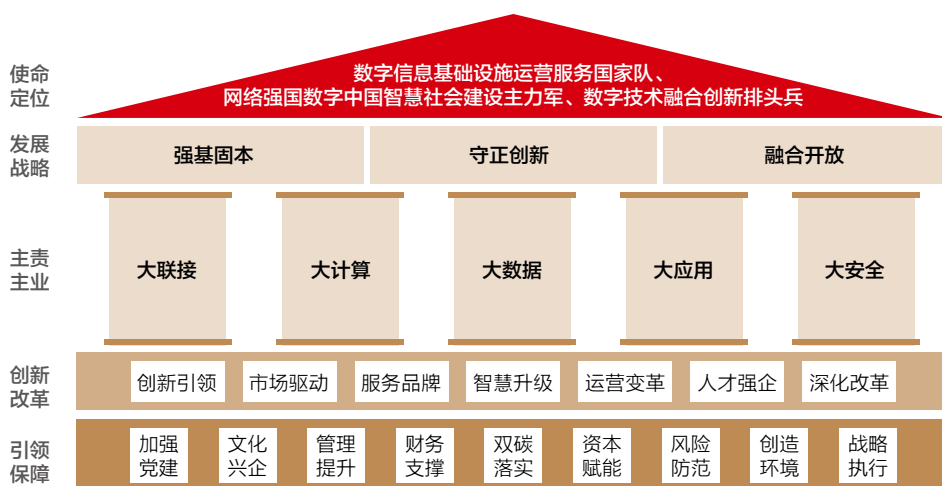 使命
定位
数字信息基础设施运营服务国家队、
网络强国数字中国智慧社会建设主力军、数字技术融合创新排头兵
发展
战略
强基固本
守正创新
融合开放
主责
主业
大联接
大计算
大数据
大应用
大安全
创新
改革
创新引领
市场驱动
服务品牌
智慧升级
运营变革
人才强企
深化改革
引领
保障
加强
党建
文化
兴企
管理
提升
财务
支撑
双碳
落实
资本
赋能
风险
防范
创造
环境
战略
执行